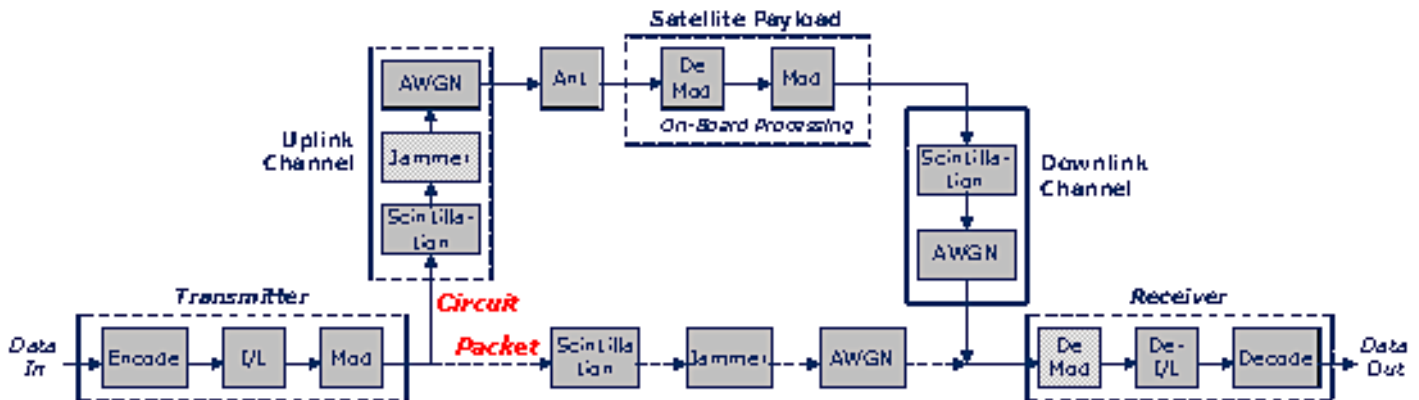 Satellite Payload
AWGN
Ant
De
Mod
Mod
On-Board Processing
Uplink
Channel
Jammer
Scintilla-
tion
Scintilla-
tion
Downlink
Channel
AWGN
Transmitter
Circuit
Receiver
Data
In
Encode
I/L
Mod
Packet
Scintilla
tion
Jammer
AWGN
De
Mod
De-
I/L
Decode
Data
Out